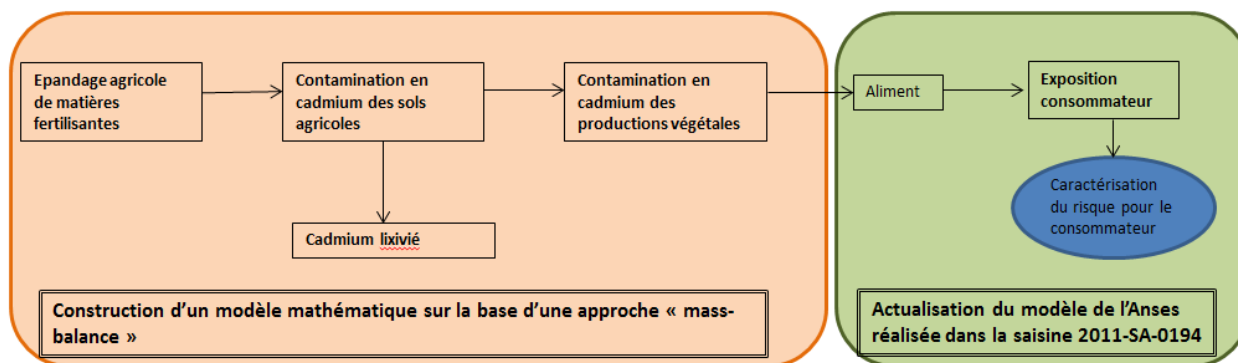 Epandage agricole
de matières
fertilisantes
Contamination en
cadmium des sols
agricoles
Contamination en
cadmium des
productions végétales
Aliment
Exposition
consommateur
Caractérisation
du risque pour le
consommateur
Cadmium lixivié
Construction d’un modèle mathématique sur la base d’une approche « mass-
balance »
Actualisation du modèle de l’Anses
réalisée dans la saisine 2011-SA-0194